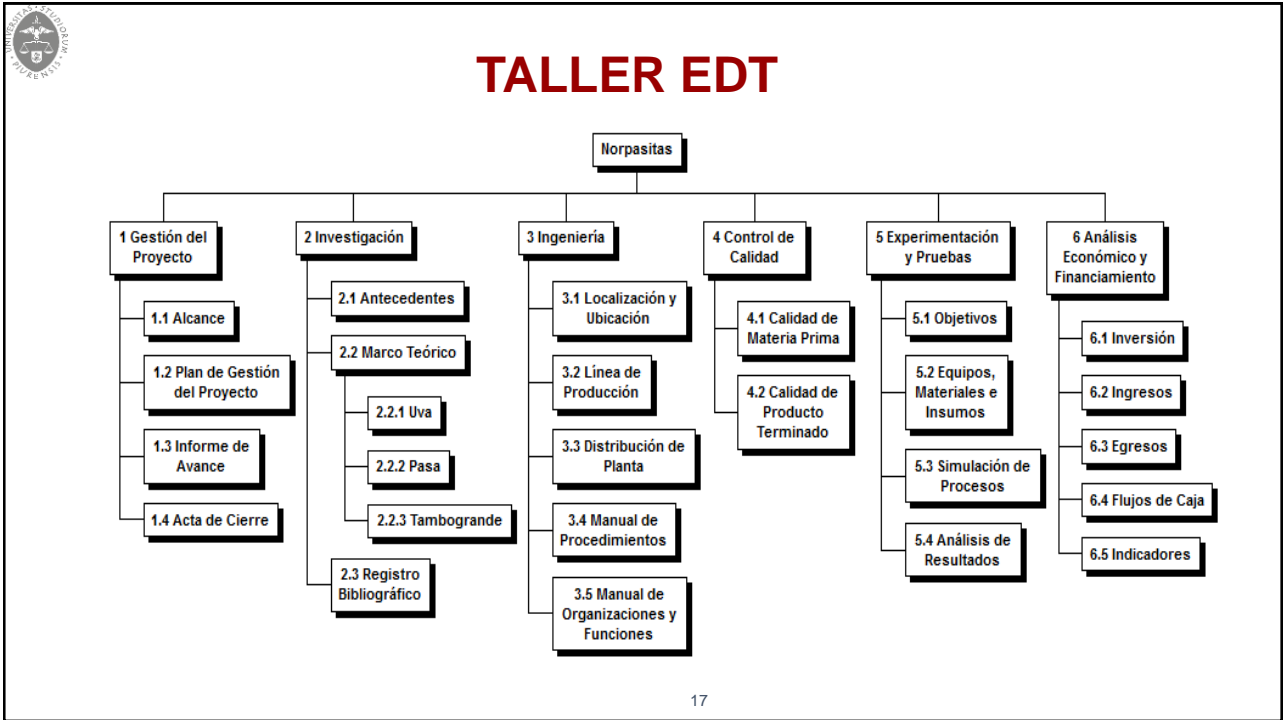 UNIVERSITAS STUDIORUM PIURENSIS
TALLER EDT
Norpasitas
1 Gestión del
Proyecto
1.1 Alcance
1.2 Plan de Gestión
del Proyecto
1.3 Informe de
Avance
1.4 Acta de Cierre
2 Investigación
2.1 Antecedentes
2.2 Marco Teórico
2.2.1 Uva
2.2.2 Pasa
2.2.3 Tambogrande
2.3 Registro
Bibliográfico
3 Ingeniería
3.1 Localización y
Ubicación
3.2 Línea de
Producción
3.3 Distribución de
Planta
3.4 Manual de
Procedimientos
3.5 Manual de
Organizaciones y
Funciones
4 Control de
Calidad
4.1 Calidad de
Materia Prima
4.2 Calidad de
Producto
Terminado
5 Experimentación
y Pruebas
5.1 Objetivos
5.2 Equipos,
Materiales e
Insumos
5.3 Simulación de
Procesos
5.4 Análisis de
Resultados
6 Análisis
Económico y
Financiamiento
6.1 Inversión
6.2 Ingresos
6.3 Egresos
6.4 Flujos de Caja
6.5 Indicadores
17